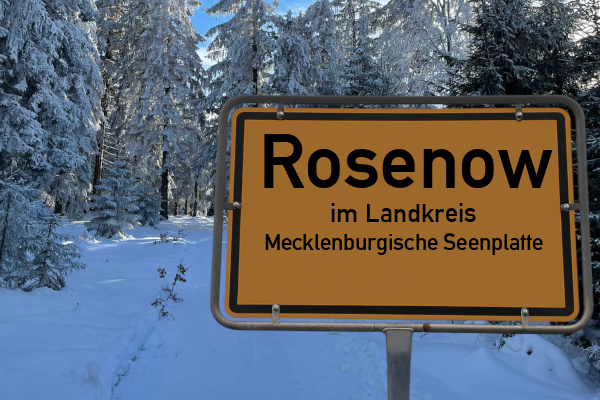 Rosenow
im Landkreis
Mecklenburgische Seenplatte